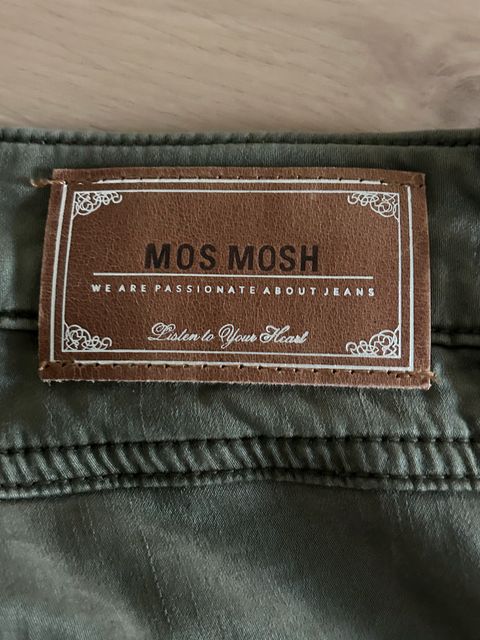 MOS MOSH
WE ARE PASSIONATE ABOUT JEANS
Listen to Your Heart